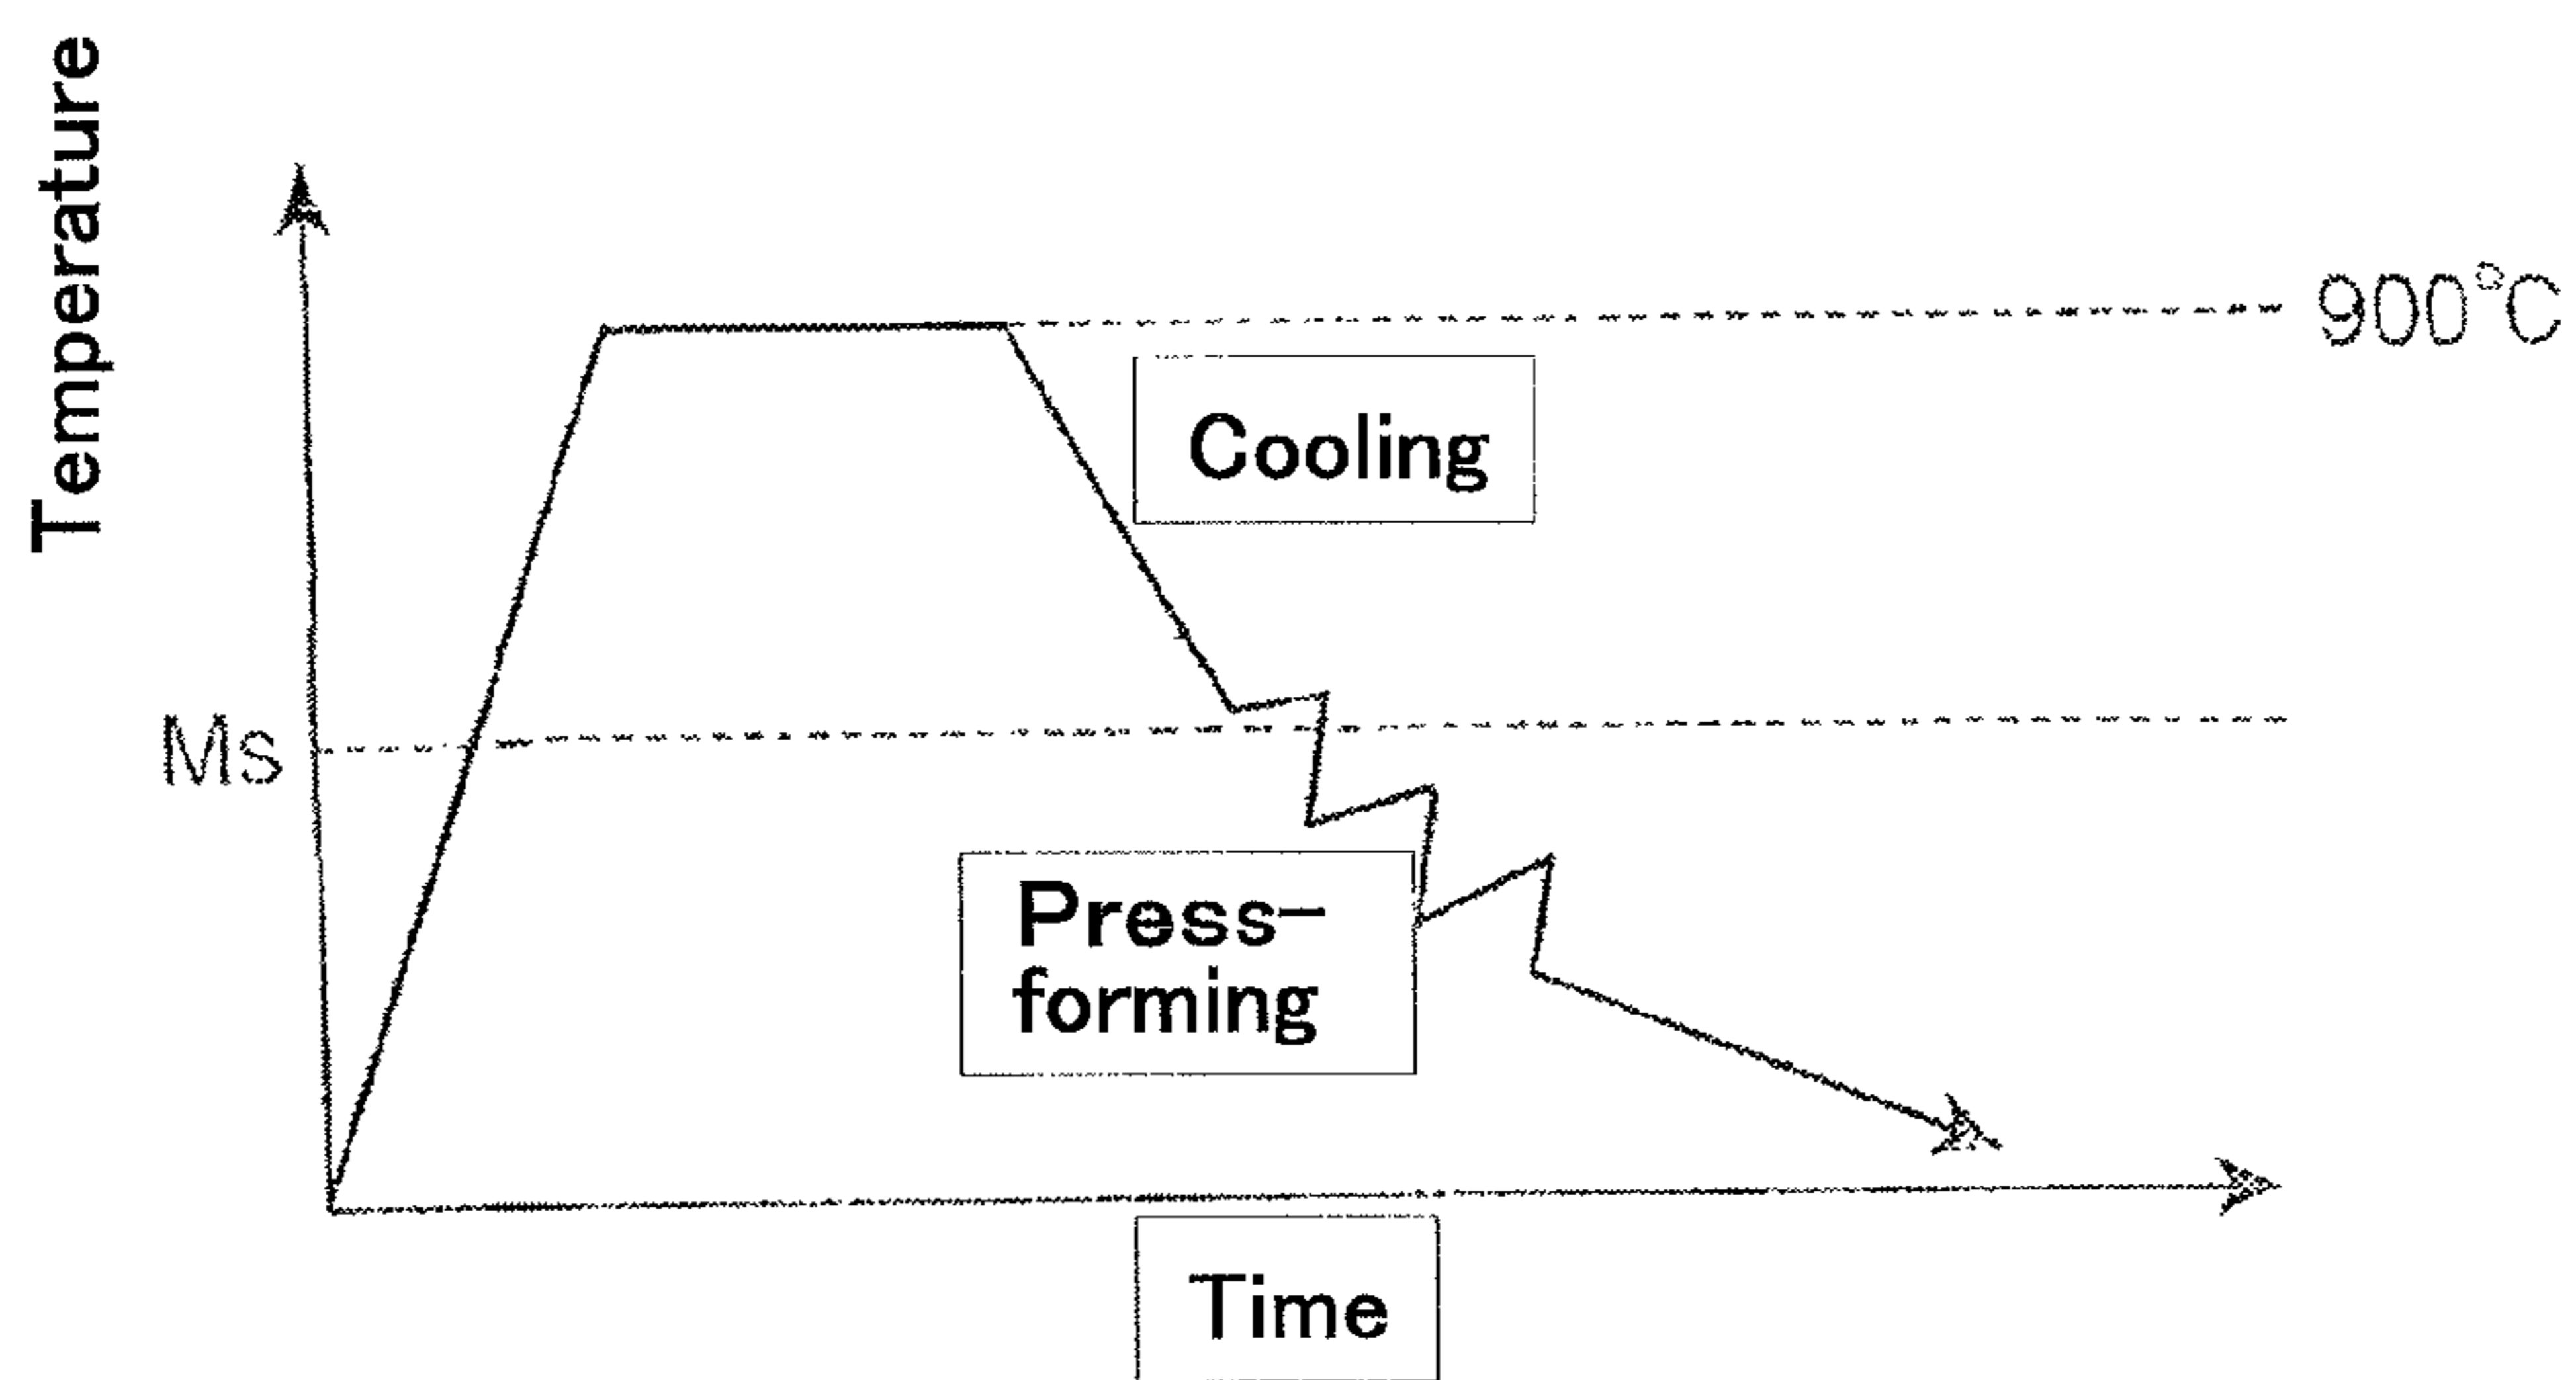 Temperature
900°C
Cooling
Ms
Press-
forming
Time